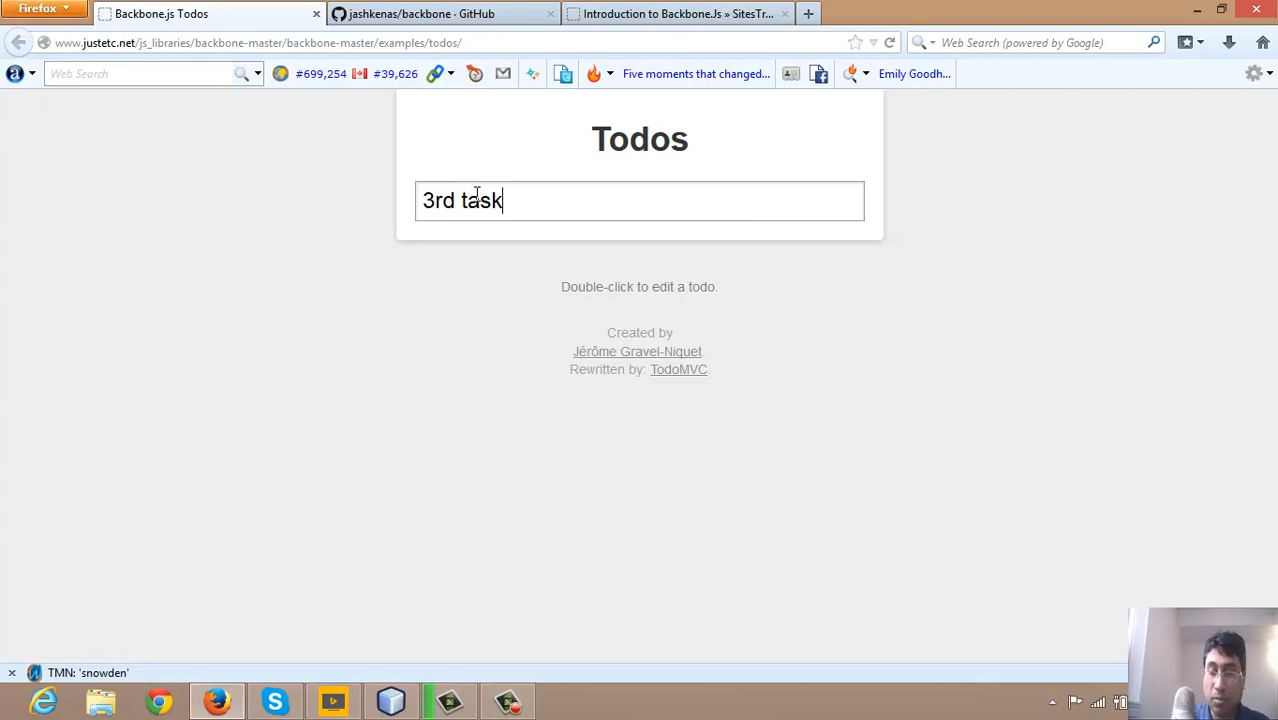 Firefox
Backbone.js Todos
jashkenas/backbone · GitHub
Introduction to Backbone.Js » SitesTr...
www.justetc.net/js_libraries/backbone-master/backbone-master/examples/todos/
Web Search (powered by Google)
Web Search
#699,254
#39,626
Five moments that changed...
Emily Goodh...
Todos
3rd task
Double-click to edit a todo.
Created by
Jérôme Gravel-Niquet.
Rewritten by: TodoMVC.
TMN: 'snowden'